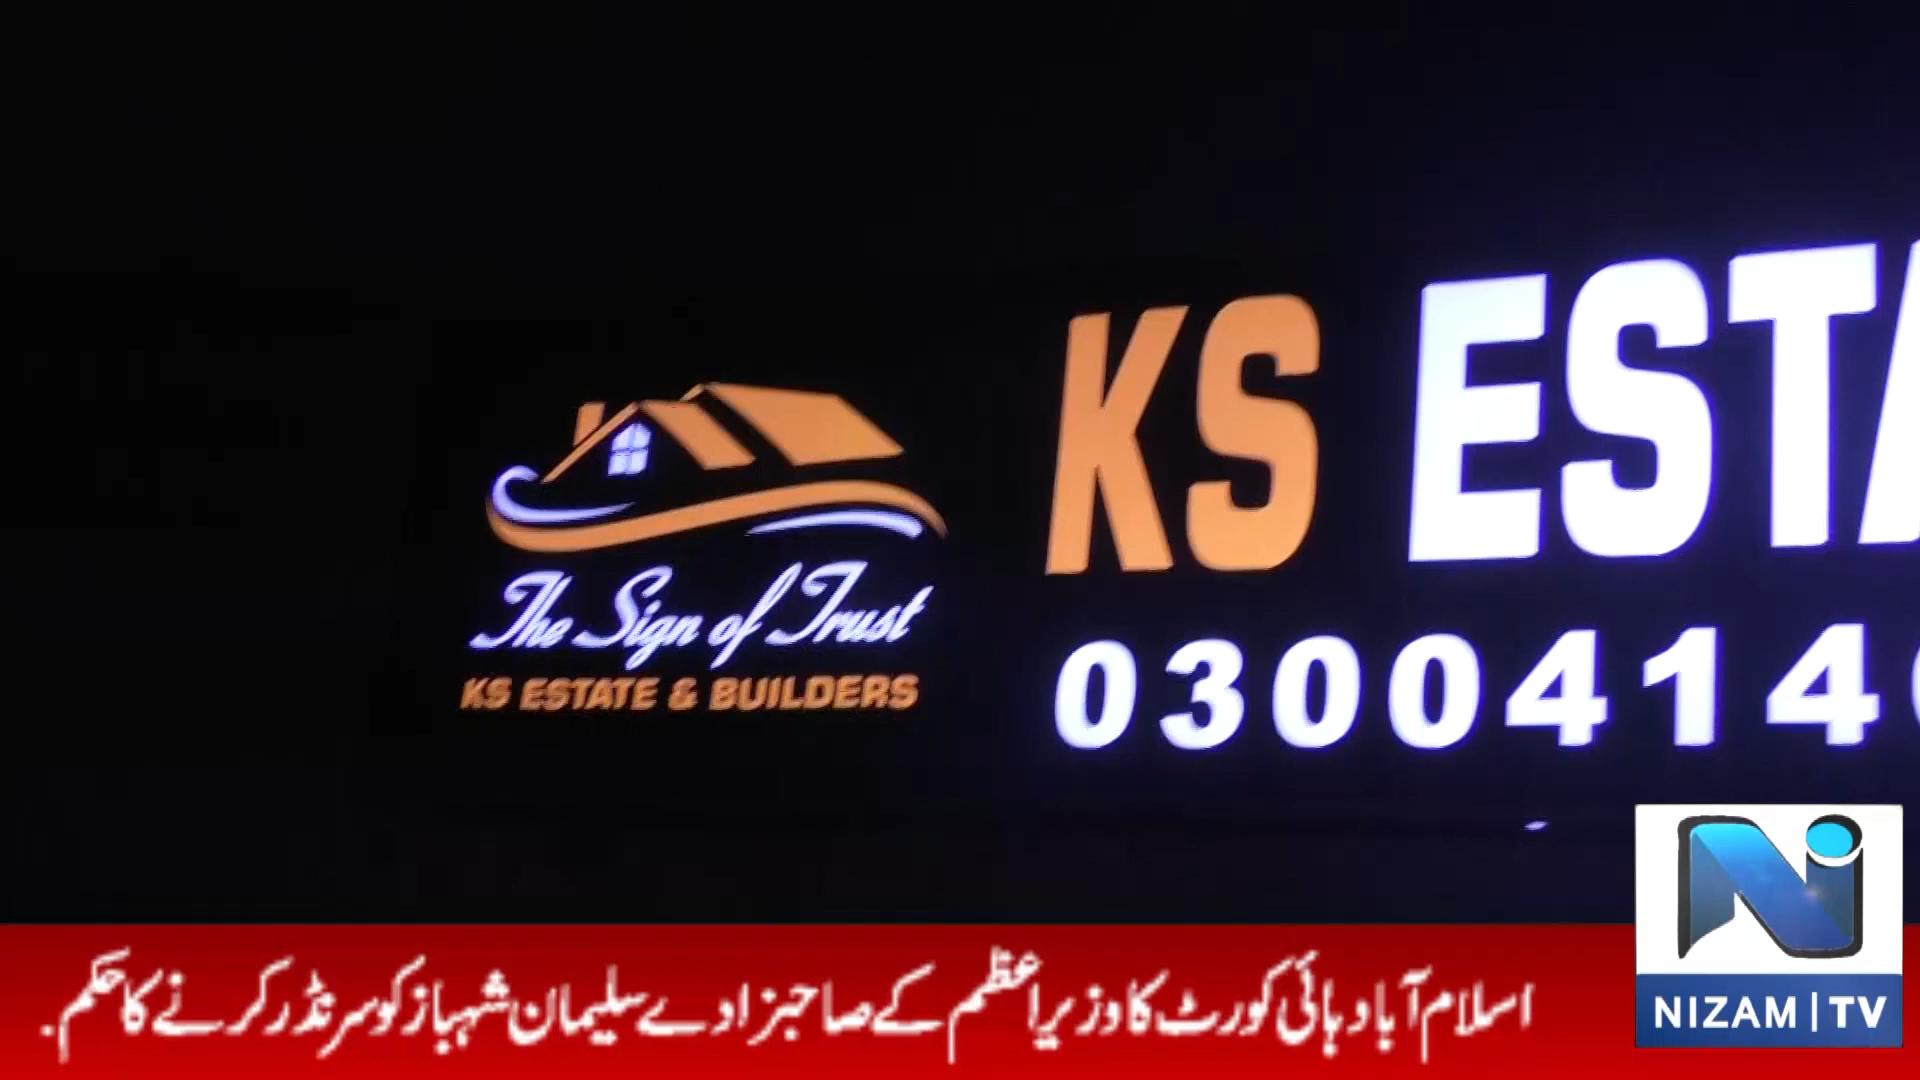 KS
The Sign of Trust
KS ESTATE & BUILDERS
0300414
اسلام آباد ہائی کورٹ کا وزیراعظم کے صاحبزادے سلیمان شہباز کو سرنڈر کرنے کا حکم.
NIZAM|TV